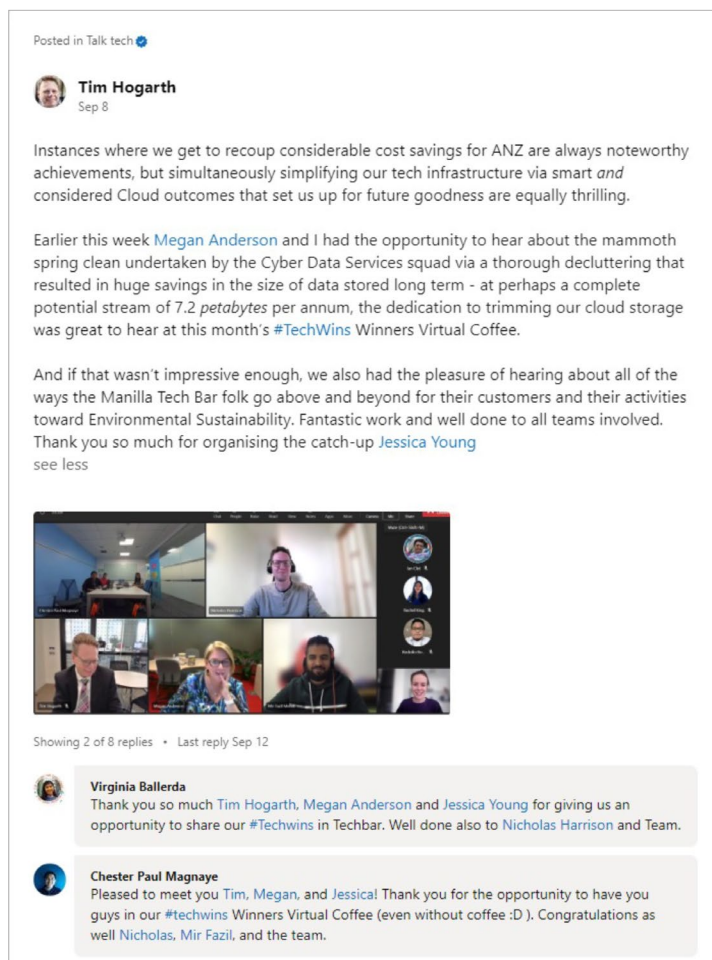 Posted in Talk tech
Tim Hogarth
Sep 8
Instances where we get to recoup considerable cost savings for ANZ are always noteworthy
achievements, but simultaneously simplifying our tech infrastructure via smart and
considered Cloud outcomes that set us up for future goodness are equally thrilling.
Earlier this week Megan Anderson and I had the opportunity to hear about the mammoth
spring clean undertaken by the Cyber Data Services squad via a thorough decluttering that
resulted in huge savings in the size of data stored long term - at perhaps a complete
potential stream of 7.2 petabytes per annum, the dedication to trimming our cloud storage
was great to hear at this month's #TechWins Winners Virtual Coffee.
And if that wasn't impressive enough, we also had the pleasure of hearing about all of the
ways the Manilla Tech Bar folk go above and beyond for their customers and their activities
toward Environmental Sustainability. Fantastic work and well done to all teams involved.
Thank you so much for organising the catch-up Jessica Young
see less
Showing 2 of 8 replies • Last reply Sep 12
Virginia Ballerda
Thank you so much Tim Hogarth, Megan Anderson and Jessica Young for giving us an
opportunity to share our #Techwins in Techbar. Well done also to Nicholas Harrison and Team.
Chester Paul Magnaye
Pleased to meet you Tim, Megan, and Jessica! Thank you for the opportunity to have you
guys in our #techwins Winners Virtual Coffee (even without coffee :D ). Congratulations as
well Nicholas, Mir Fazil, and the team.